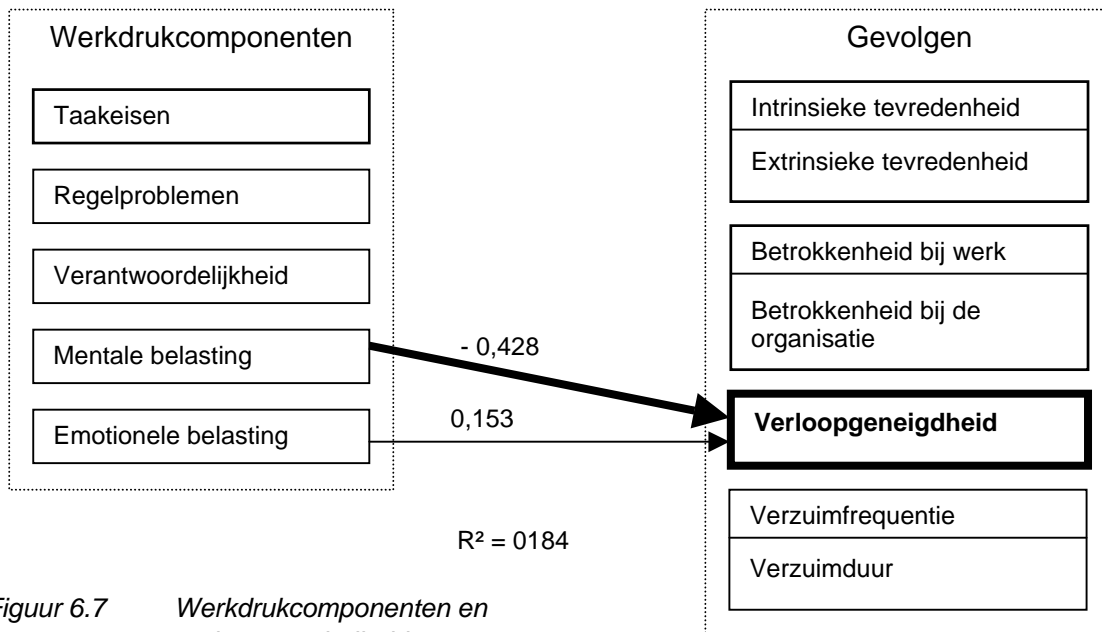 Werkdrukcomponenten
Taakeisen
Regelproblemen
Verantwoordelijkheid
Mentale belasting
Emotionele belasting
- 0,428
0,153
R² = 0184
Gevolgen
Intrinsieke tevredenheid
Extrinsieke tevredenheid
Betrokkenheid bij werk
Betrokkenheid bij de
organisatie
Verloopgeneigdheid
Verzuimfrequentie
Verzuimduur
Figuur 6.7 Werkdrukcomponenten en